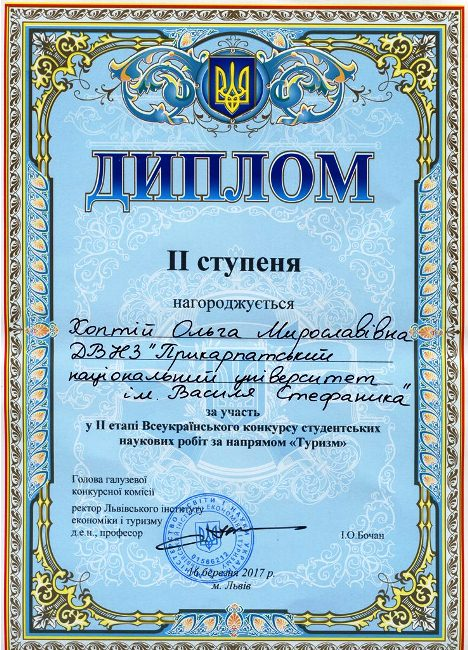 ДИПЛОМ
ІІ ступеня
нагороджується
Хоптій Ольга Мирославівна
ДВНЗ "Прикарпатський
національний університет
ім. Василя Стефаника"
за участь
у ІІ етапі Всеукраїнського конкурсу студентських
наукових робіт за напрямом «Туризм»
Голова галузевої
конкурсної комісії
ректор Львівського інституту
економіки і туризму
д.е.н., професор
І.О.Бочан
16 березня 2017 р.
м. Львів